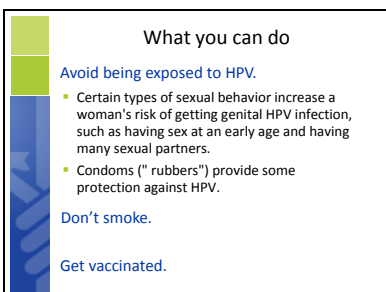 What you can do
Avoid being exposed to HPV.
▪ Certain types of sexual behavior increase a
woman's risk of getting genital HPV infection,
such as having sex at an early age and having
many sexual partners.
▪ Condoms (" rubbers") provide some
protection against HPV.
Don’t smoke.
Get vaccinated.